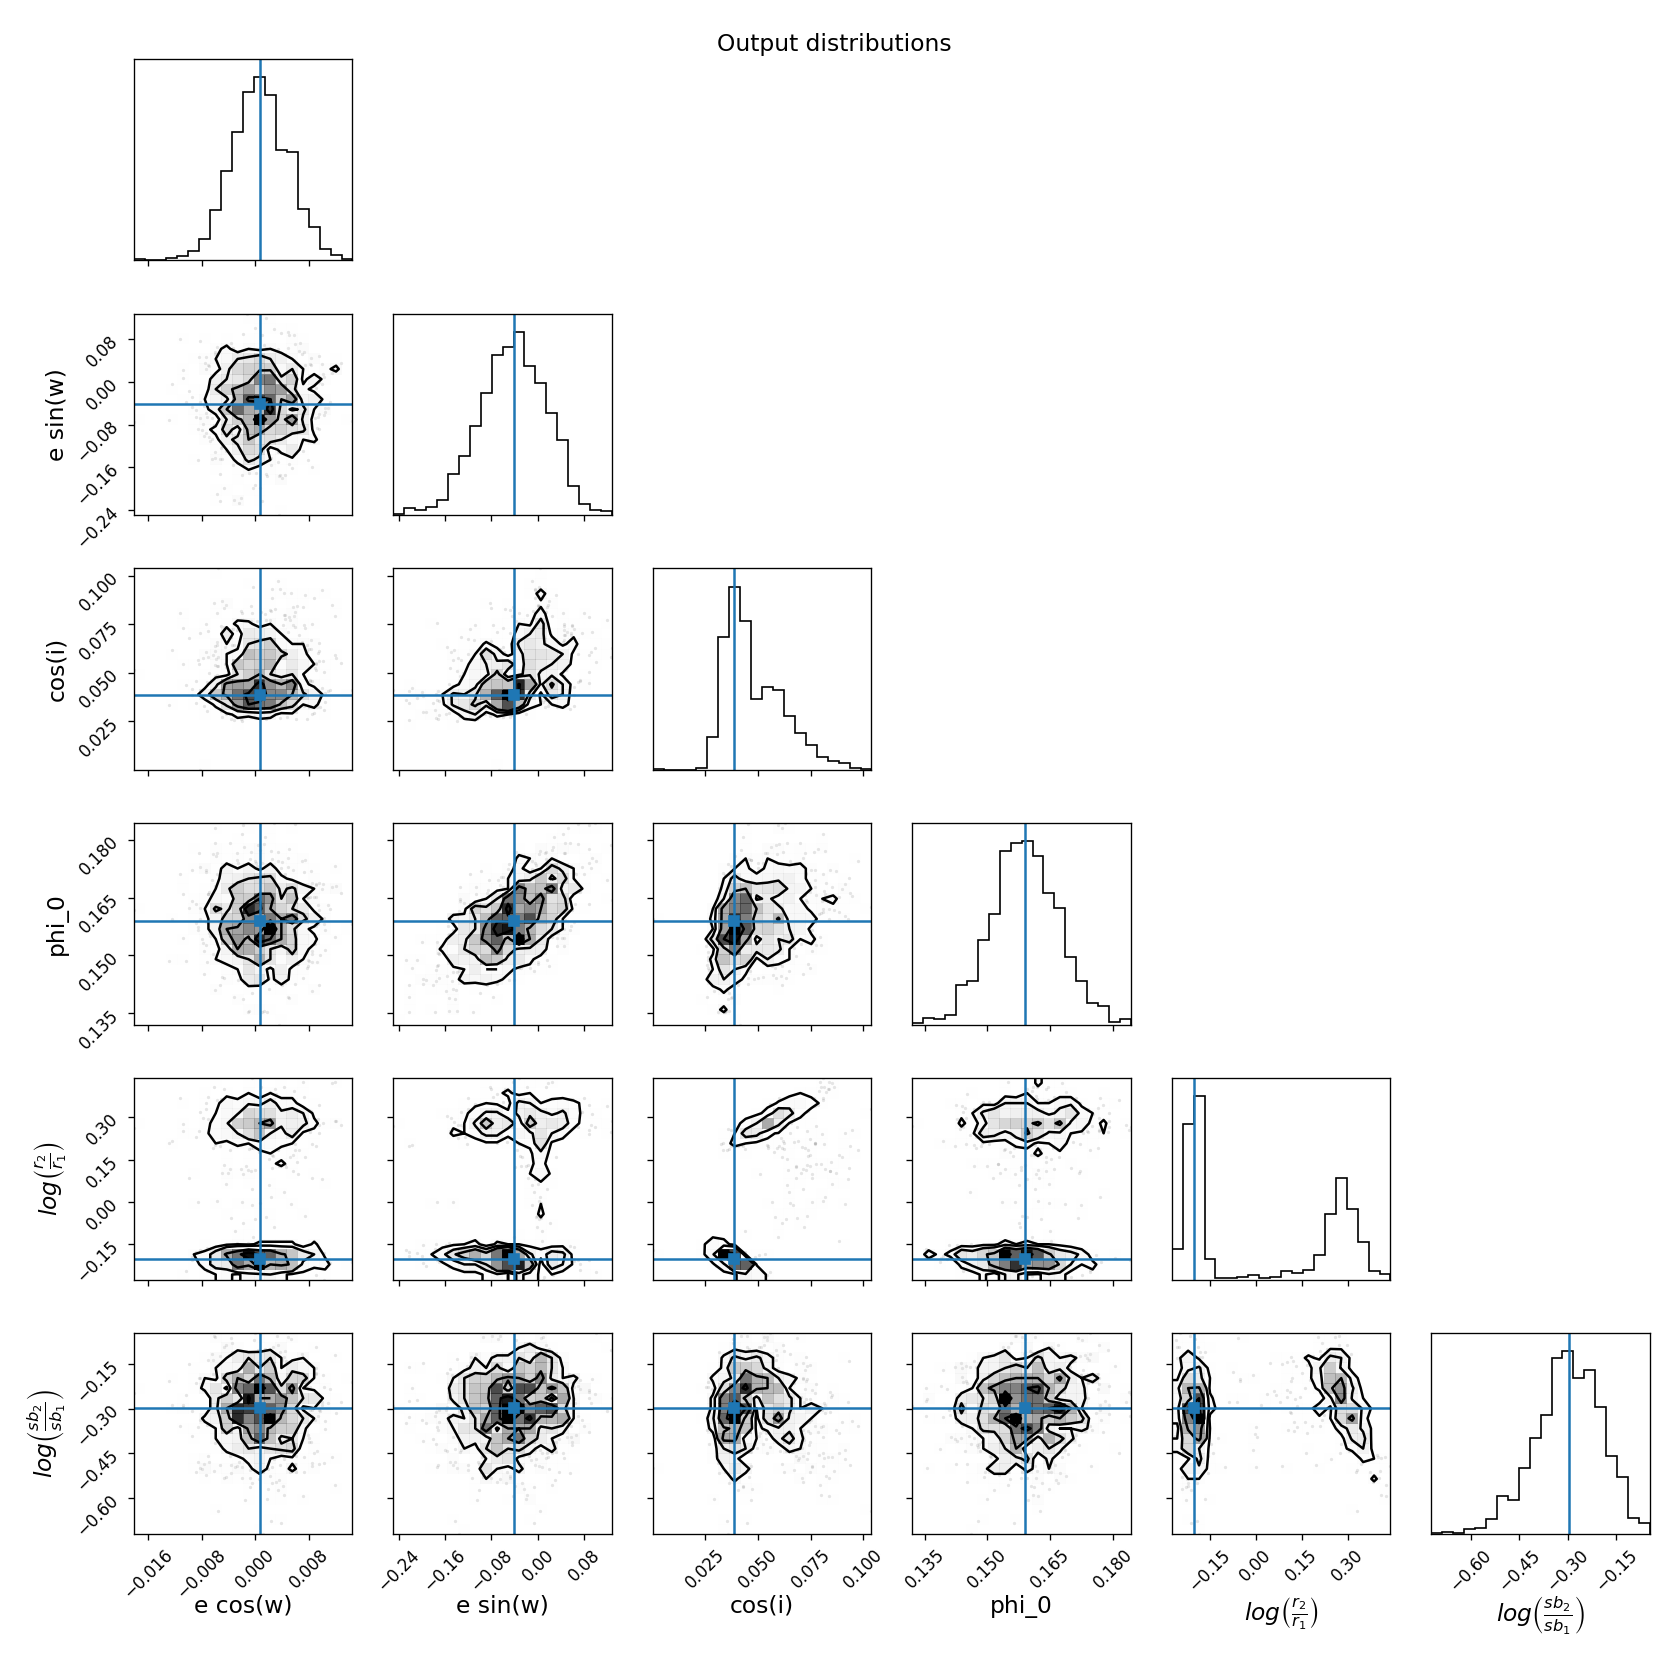 Output distributions
e sin(w)
0.08
0.00
−0.08
−0.16
−0.24
cos(i)
0.100
0.075
0.050
0.025
phi_0
0.180
0.165
0.150
0.135
log(r₂/r₁)
0.30
0.15
0.00
−0.15
log(sb₂/sb₁)
−0.15
−0.30
−0.45
−0.60
−0.016 −0.008 0.000 0.008 −0.24 −0.16 −0.08 0.00 0.08 0.025 0.050 0.075 0.100 0.135 0.150 0.165 0.180 −0.15 0.00 0.15 0.30 −0.60 −0.45 −0.30 −0.15
e cos(w) e sin(w) cos(i) phi_0 log(r₂/r₁) log(sb₂/sb₁)